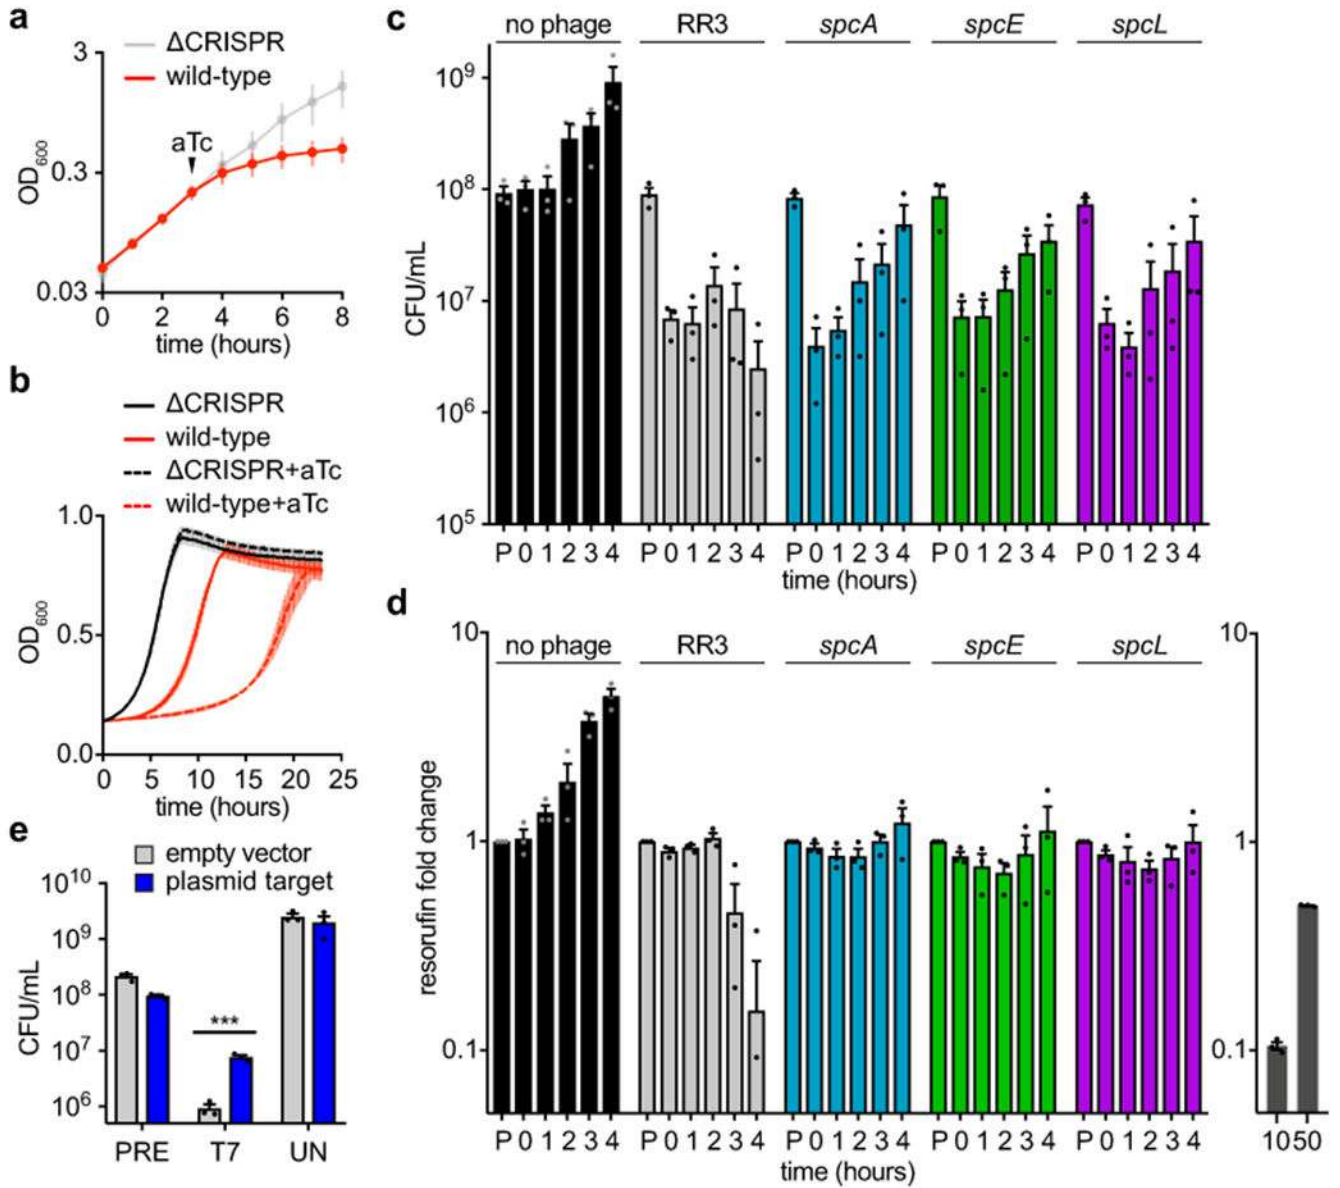 a
ΔCRISPR
wild-type
aTc
OD600
3
0.3
0.03
0 2 4 6 8
time (hours)
b
ΔCRISPR
wild-type
ΔCRISPR+aTc
wild-type+aTc
OD600
1.0
0.5
0.0
0 5 10 15 20 25
time (hours)
e
empty vector
plasmid target
CFU/mL
10^10
10^9
10^8
10^7
10^6
***
PRE T7 UN
c
no phage RR3 spcA spcE spcL
CFU/mL
10^9
10^8
10^7
10^6
10^5
P 0 1 2 3 4 P 0 1 2 3 4 P 0 1 2 3 4 P 0 1 2 3 4 P 0 1 2 3 4
time (hours)
d
no phage RR3 spcA spcE spcL
resorufin fold change
10
1
0.1
P 0 1 2 3 4 P 0 1 2 3 4 P 0 1 2 3 4 P 0 1 2 3 4 P 0 1 2 3 4
time (hours)
10
1
0.1
10 50